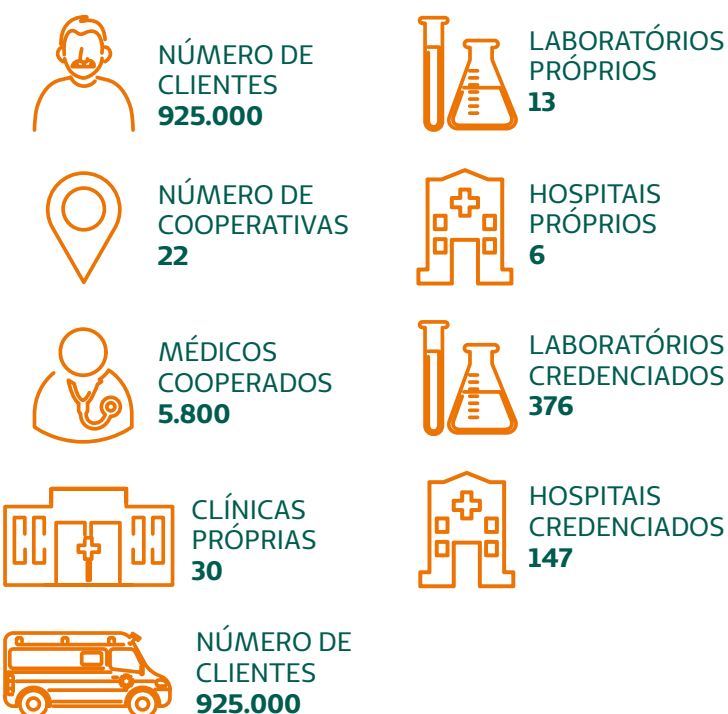 NÚMERO DE
CLIENTES
925.000
NÚMERO DE
COOPERATIVAS
22
MÉDICOS
COOPERADOS
5.800
CLÍNICAS
PRÓPRIAS
30
NÚMERO DE
CLIENTES
925.000
LABORATÓRIOS
PRÓPRIOS
13
HOSPITAIS
PRÓPRIOS
6
LABORATÓRIOS
CREDENCIADOS
376
HOSPITAIS
CREDENCIADOS
147